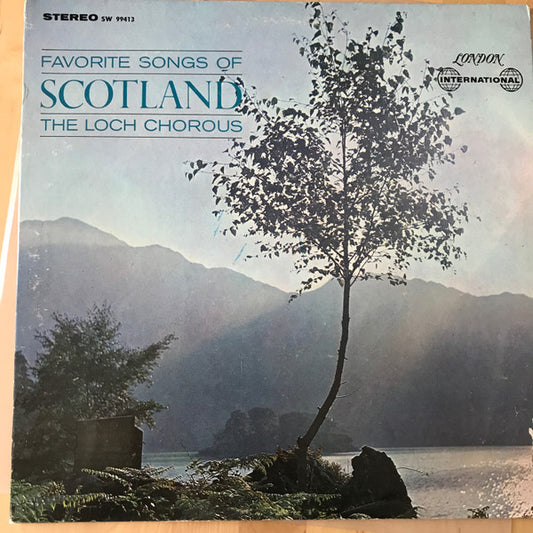 STEREO SW 99413
FAVORITE SONGS OF
SCOTLAND
THE LOCH CHOROUS
LONDON
INTERNATIONAL